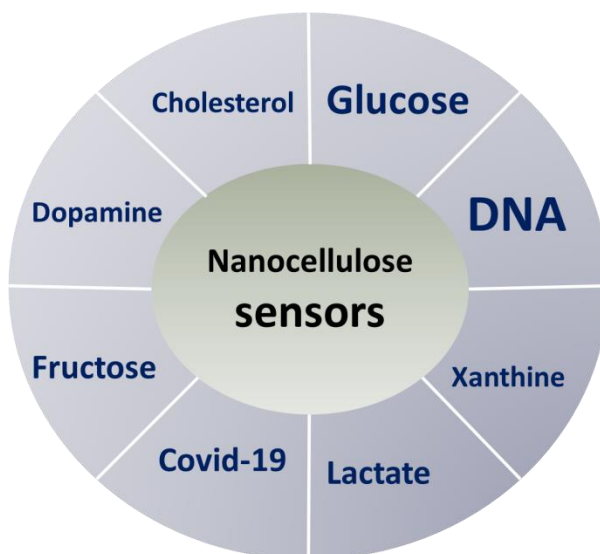 Cholesterol
Glucose
Dopamine
DNA
Nanocellulose
sensors
Fructose
Xanthine
Covid-19
Lactate